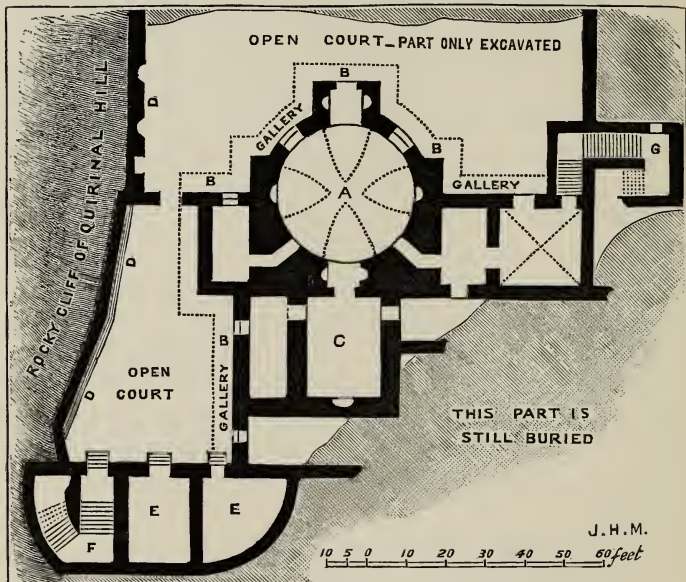 OPEN COURT_PART ONLY EXCAVATED
ROCKY CLIFF OF QUIRINAL HILL
D
B
GALLERY
B
B
GALLERY
G
A
D
D
OPEN
COURT
B
GALLERY
C
THIS PART IS
STILL BURIED
E
E
F
J.H.M.
10 5 0 10 20 30 40 50 60 feet